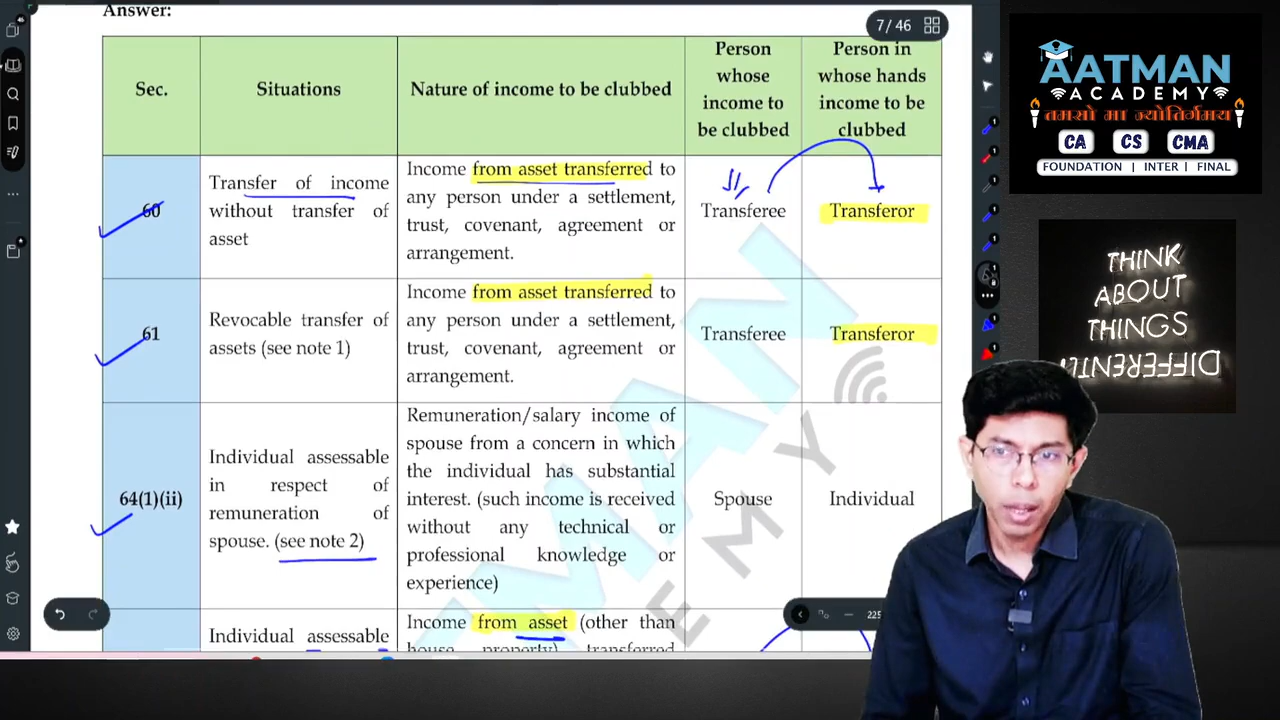 Answer:
7 / 46
Sec.
Situations
Nature of income to be clubbed
Person
whose
income to
be clubbed
Person in
whose hands
income to be
clubbed
60
Transfer of income
without transfer of
asset
Income from asset transferred to
any person under a settlement,
trust, covenant, agreement or
arrangement.
Transferee
Transferor
61
Revocable transfer of
assets (see note 1)
Income from asset transferred to
any person under a settlement,
trust, covenant, agreement or
arrangement.
Transferee
Transferor
64(1)(ii)
Individual assessable
in respect of
remuneration of
spouse. (see note 2)
Remuneration/salary income of
spouse from a concern in which
the individual has substantial
interest. (such income is received
without any technical or
professional knowledge or
experience)
Spouse
Individual
Individual assessable
Income from asset (other than
house property) transferred
225
AATMAN
ACADEMY
तमसो मा ज्योतिर्गमय
CA CS CMA
FOUNDATION | INTER | FINAL
THINK
ABOUT
THINGS
DIFFERENTLY